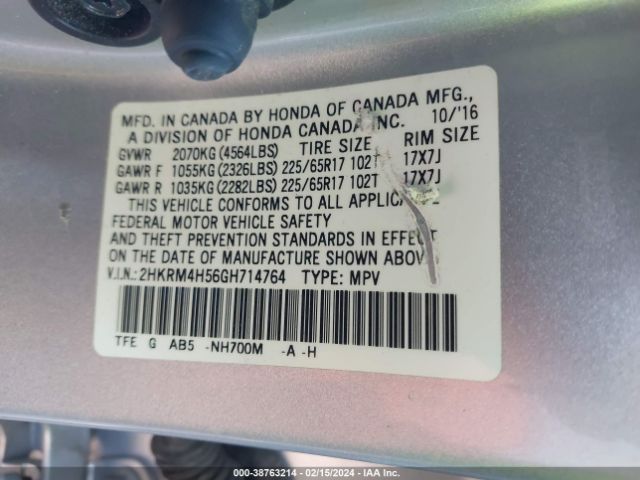 MFD. IN CANADA BY HONDA OF CANADA MFG.,
A DIVISION OF HONDA CANADA INC. 10/'16
GVWR 2070KG (4564LBS) TIRE SIZE RIM SIZE
GAWR F 1055KG (2326LBS) 225/65R17 102T 17X7J
GAWR R 1035KG (2282LBS) 225/65R17 102T 17X7J
THIS VEHICLE CONFORMS TO ALL
FEDERAL MOTOR VEHICLE SAFETY
AND THEFT PREVENTION STANDARDS IN EFFECT
ON THE DATE OF MANUFACTURE SHOWN ABOVE
V.I.N.: 2HKRM4H56GH714764 TYPE: MPV
TFE G AB5 -NH700M -A -H
000-38763214 - 02/15/2024 - IAA Inc.